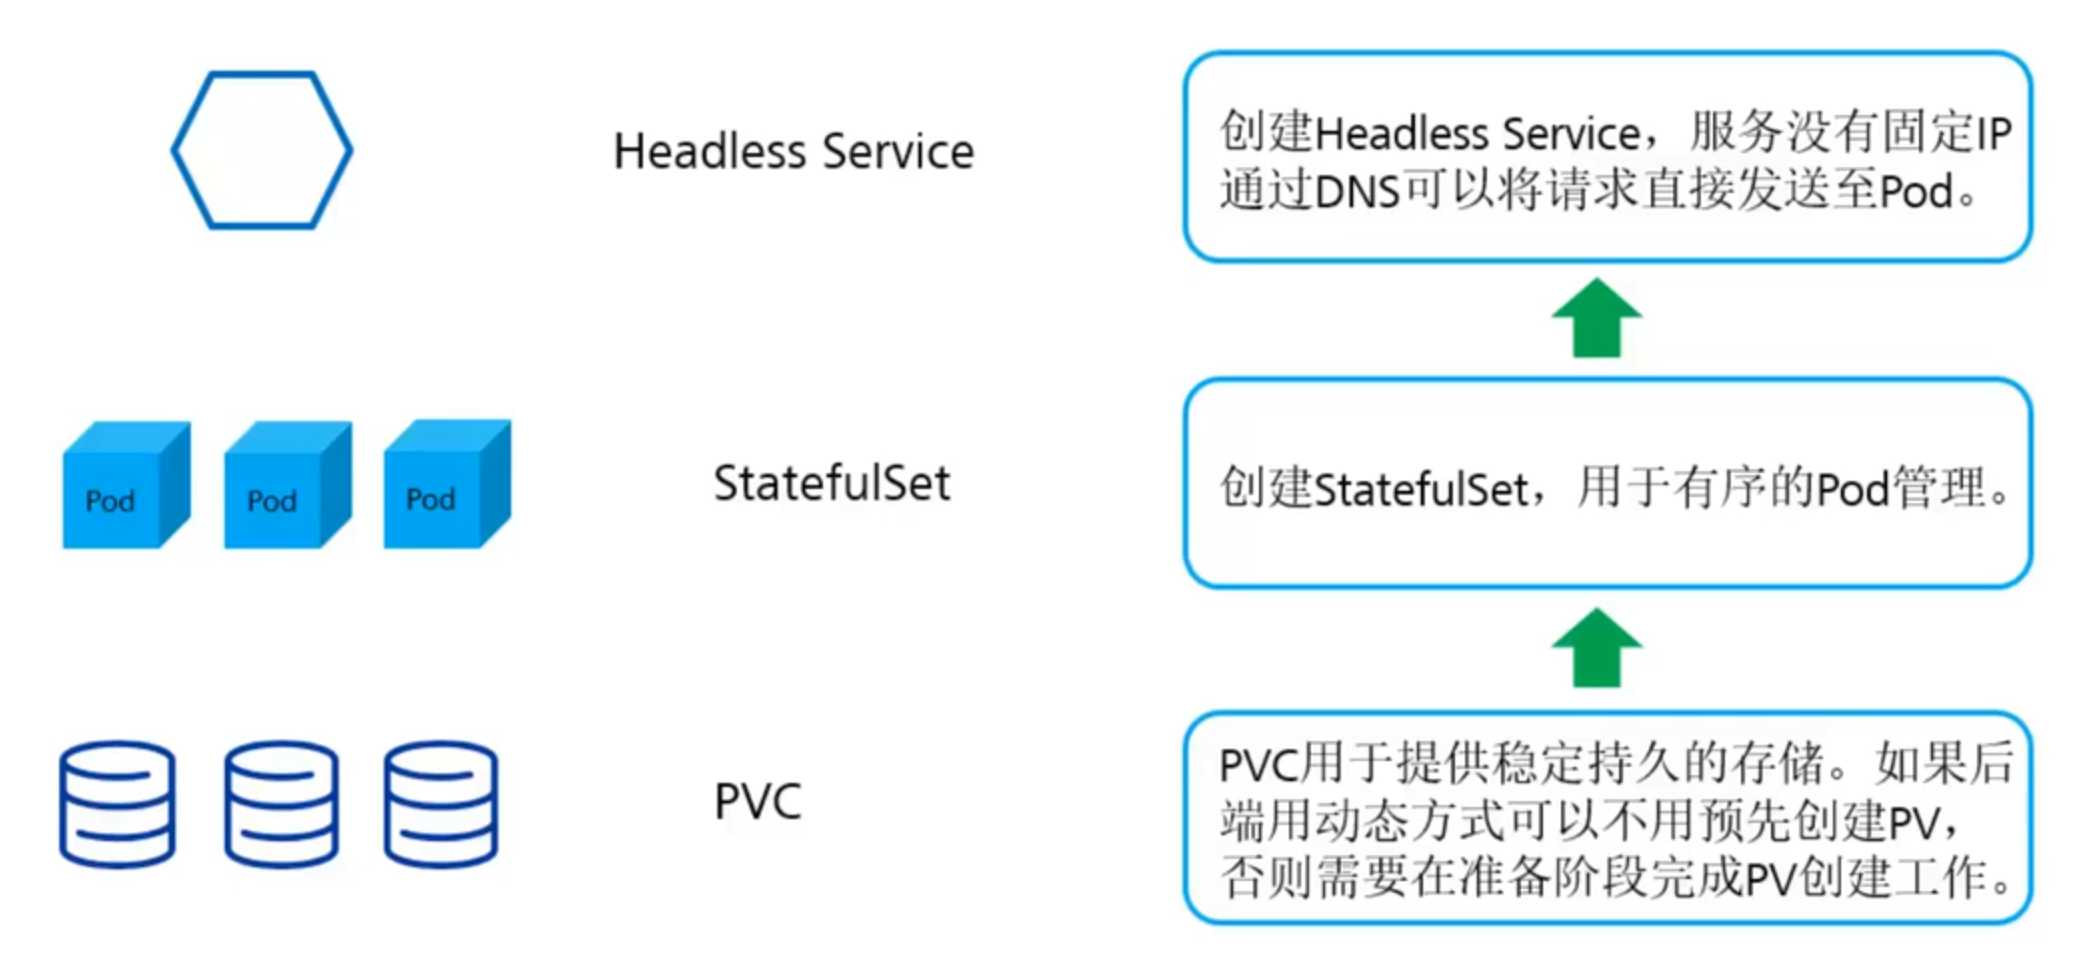 Headless Service
创建Headless Service，服务没有固定IP
通过DNS可以将请求直接发送至Pod。
Pod
Pod
Pod
StatefulSet
创建StatefulSet，用于有序的Pod管理。
PVC
PVC用于提供稳定持久的存储。如果后
端用动态方式可以不用预先创建PV，
否则需要在准备阶段完成PV创建工作。